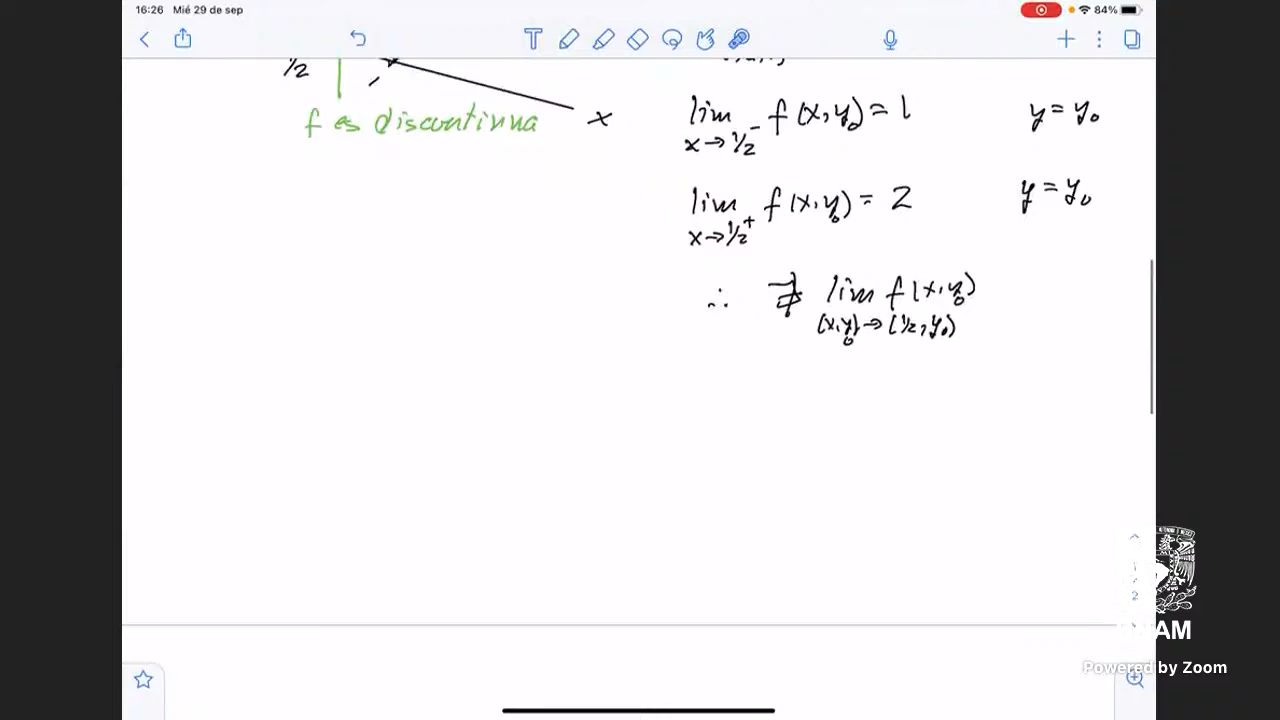 16:26 Mié 29 de sep
84%
1/2
f es discontinua
x
lim f(x,y₀) = 1 y = y₀
x→1/2⁻
lim f(x,y₀) = 2 y = y₀
x→1/2⁺
∴ ∄ lim f(x,y₀)
(x,y₀)→(1/2,y₀)
2
Powered by Zoom